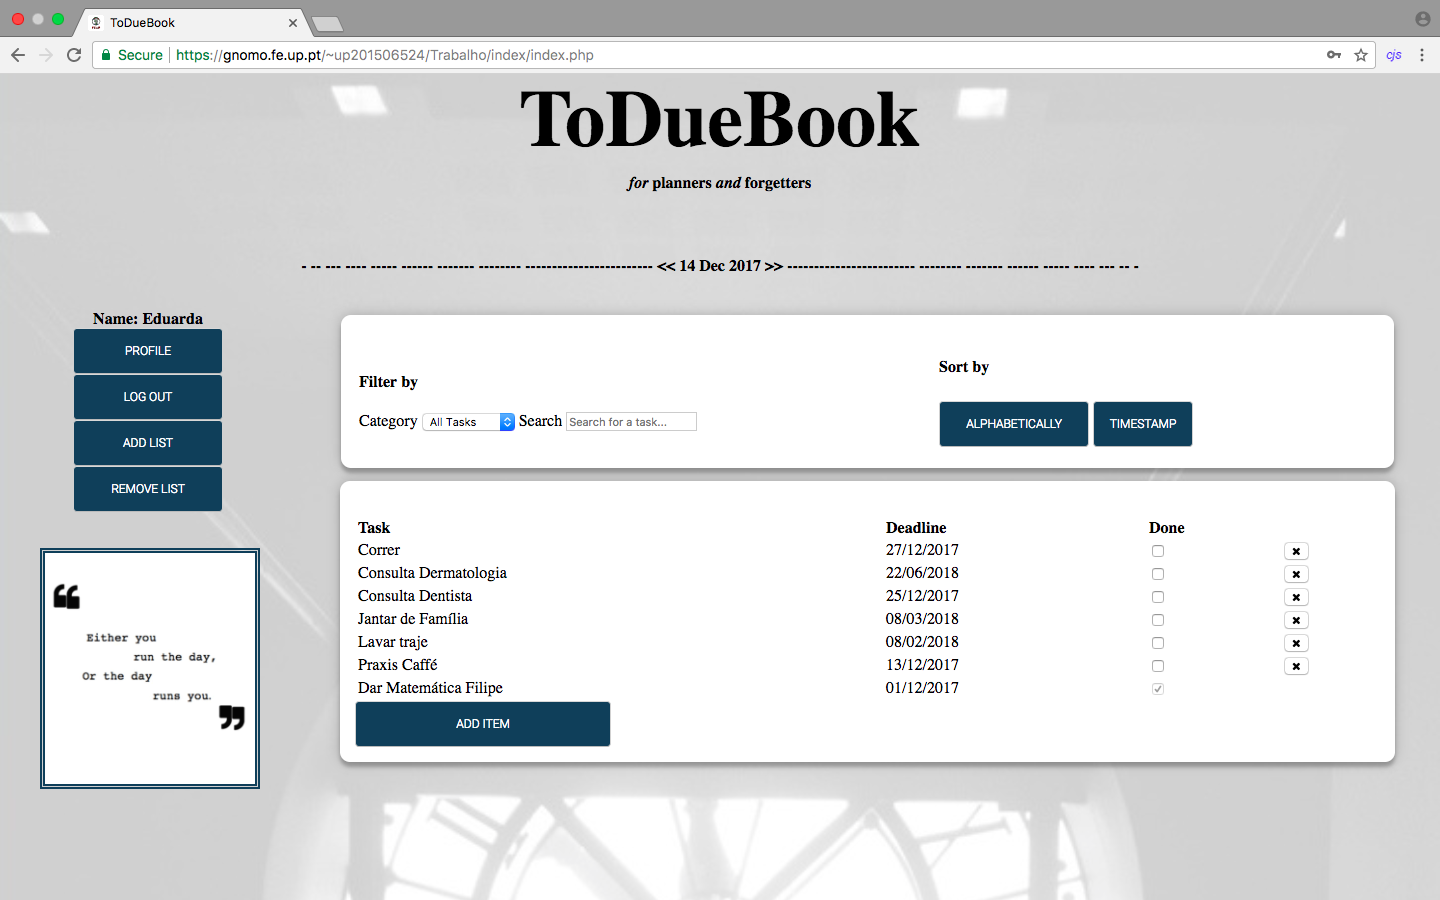 ToDueBook
Secure https://gnomo.fe.up.pt/~up201506524/Trabalho/index/index.php cjs
ToDueBook
for planners and forgetters
- -- --- ---- ----- ------ ------- -------- ------------------------ << 14 Dec 2017 >> ------------------------ -------- ------- ------ ----- ---- --- -- -
Name: Eduarda
PROFILE
LOG OUT
ADD LIST
REMOVE LIST
“
Either you
run the day,
Or the day
runs you.
”
Filter by
Category All Tasks Search Search for a task...
Sort by
ALPHABETICALLY TIMESTAMP
Task Deadline Done
Correr 27/12/2017
Consulta Dermatologia 22/06/2018
Consulta Dentista 25/12/2017
Jantar de Família 08/03/2018
Lavar traje 08/02/2018
Praxis Caffé 13/12/2017
Dar Matemática Filipe 01/12/2017
ADD ITEM